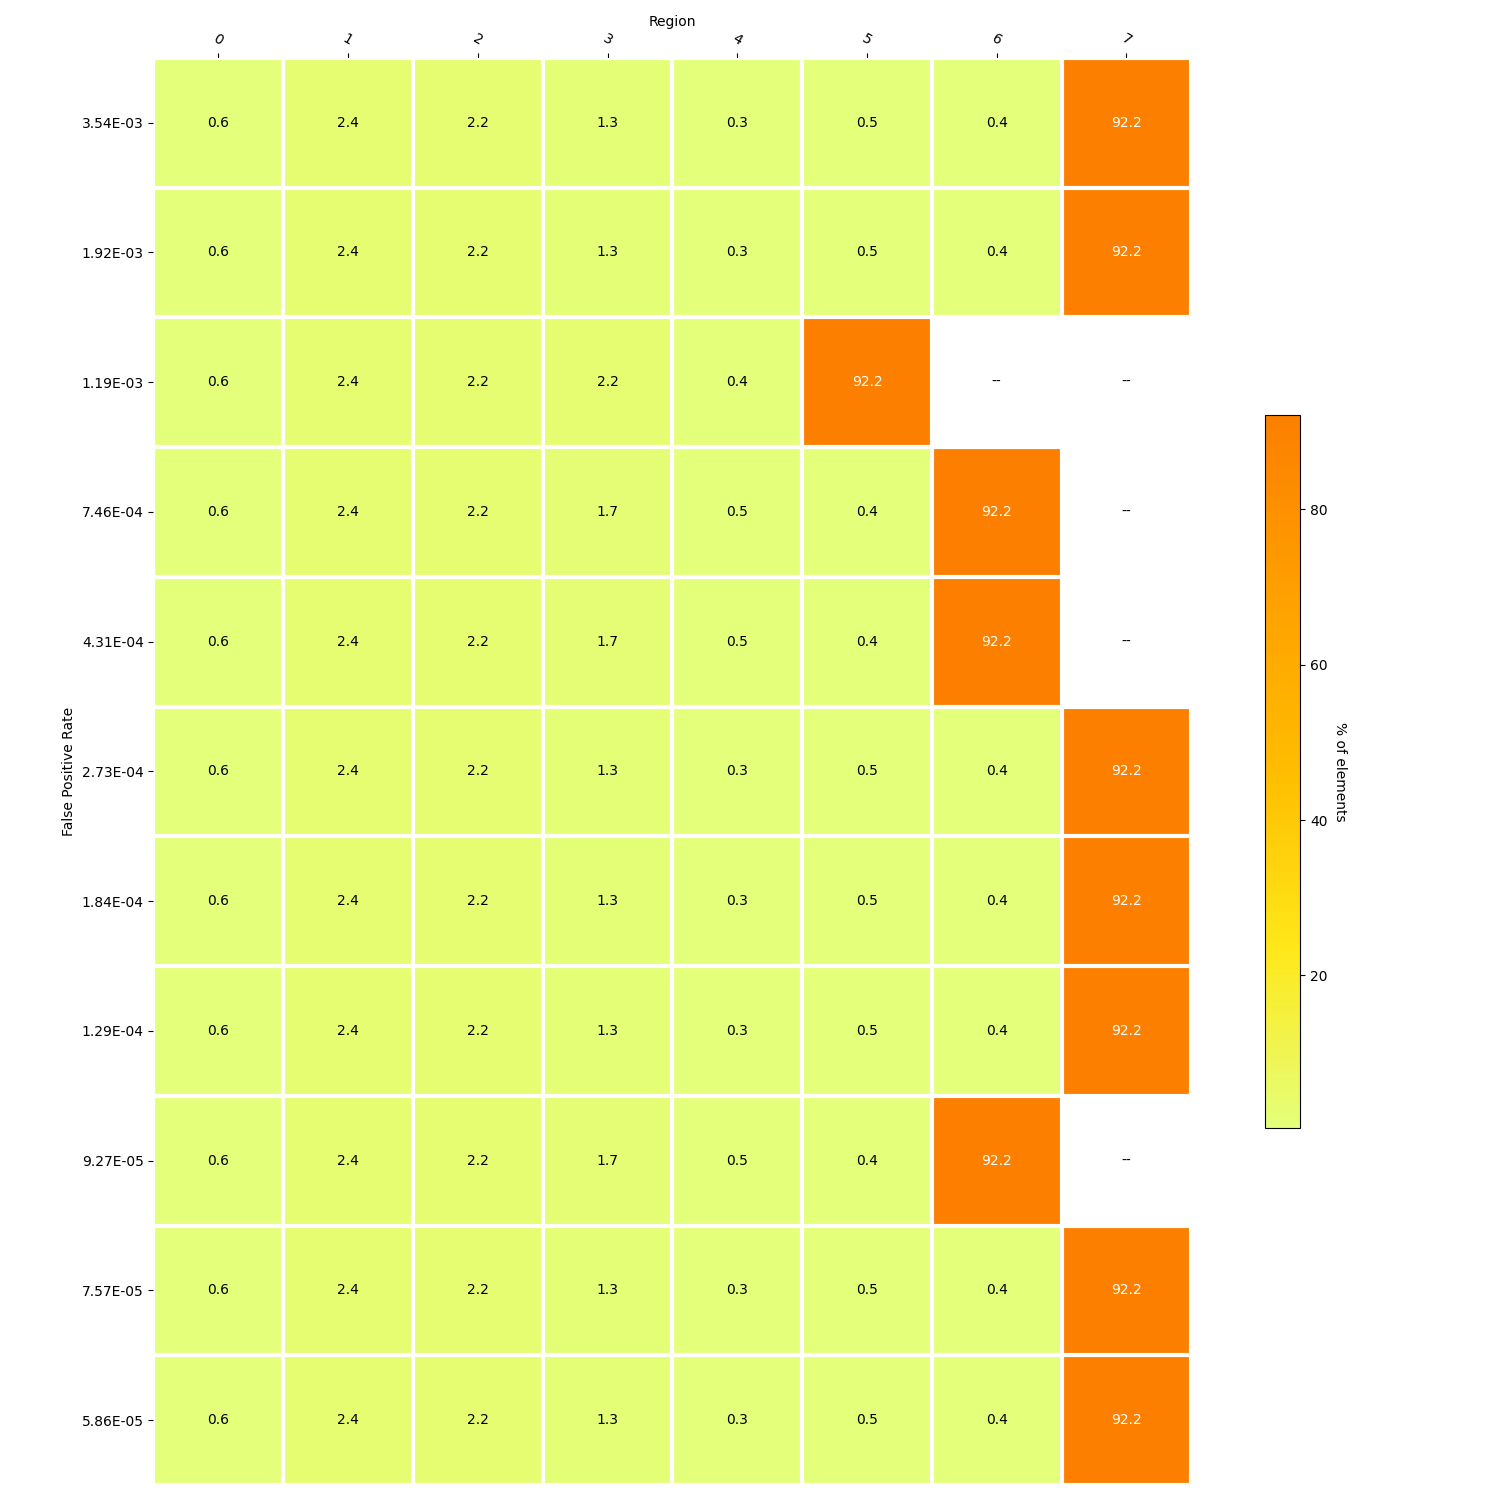 Region
0 1 2 3 4 5 6 7
3.54E-03 0.6 2.4 2.2 1.3 0.3 0.5 0.4 92.2
1.92E-03 0.6 2.4 2.2 1.3 0.3 0.5 0.4 92.2
1.19E-03 0.6 2.4 2.2 2.2 0.4 92.2 -- --
7.46E-04 0.6 2.4 2.2 1.7 0.5 0.4 92.2 --
4.31E-04 0.6 2.4 2.2 1.7 0.5 0.4 92.2 --
2.73E-04 0.6 2.4 2.2 1.3 0.3 0.5 0.4 92.2
1.84E-04 0.6 2.4 2.2 1.3 0.3 0.5 0.4 92.2
1.29E-04 0.6 2.4 2.2 1.3 0.3 0.5 0.4 92.2
9.27E-05 0.6 2.4 2.2 1.7 0.5 0.4 92.2 --
7.57E-05 0.6 2.4 2.2 1.3 0.3 0.5 0.4 92.2
5.86E-05 0.6 2.4 2.2 1.3 0.3 0.5 0.4 92.2
False Positive Rate
80
60
40
20
% of elements